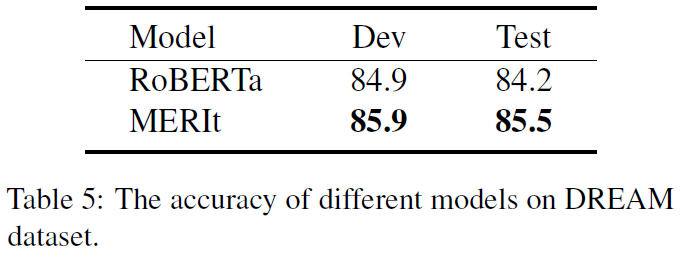 Model Dev Test
RoBERTa 84.9 84.2
MERIt 85.9 85.5
Table 5: The accuracy of different models on DREAM
dataset.